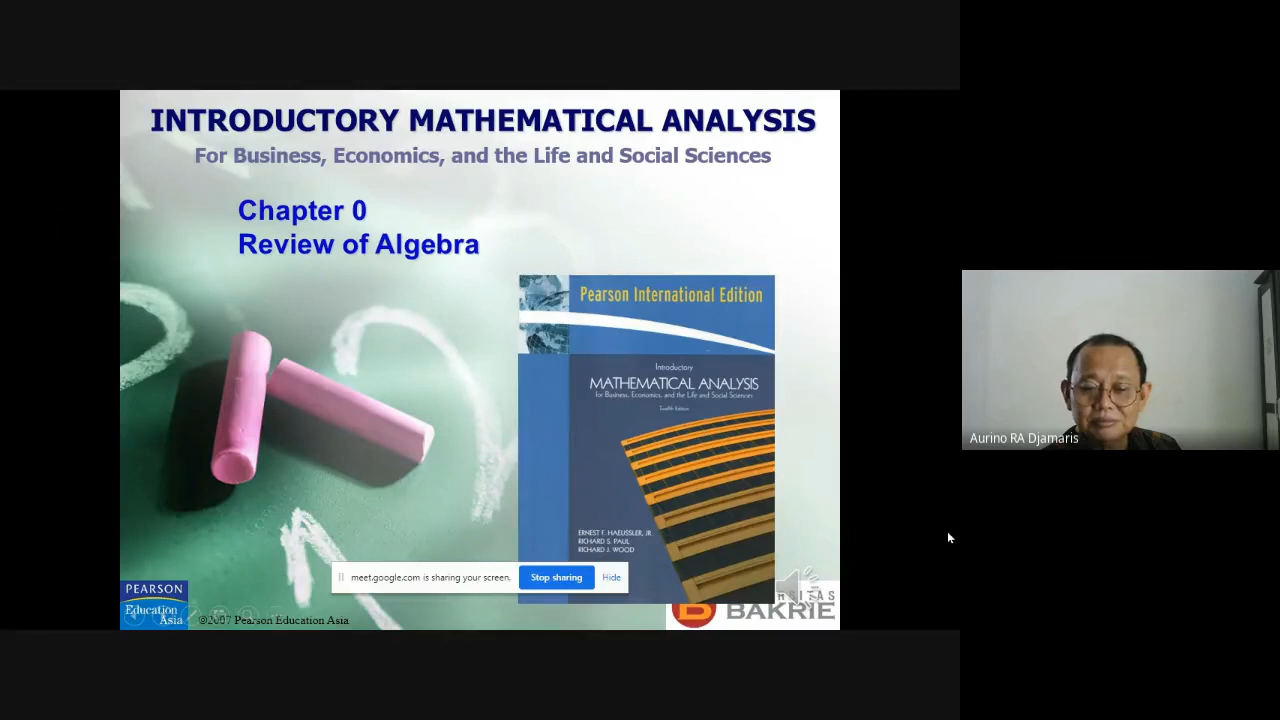 INTRODUCTORY MATHEMATICAL ANALYSIS
For Business, Economics, and the Life and Social Sciences
Chapter 0
Review of Algebra
Pearson International Edition
Introductory
MATHEMATICAL ANALYSIS
for Business, Economics, and the Life and Social Sciences
Twelfth Edition
ERNEST F. HAEUSSLER, JR.
RICHARD S. PAUL
RICHARD J. WOOD
meet.google.com is sharing your screen.
Stop sharing
Hide
PEARSON
Education
Asia
©2007 Pearson Education Asia
RSITAS
BAKRIE
Aurino RA Djamaris